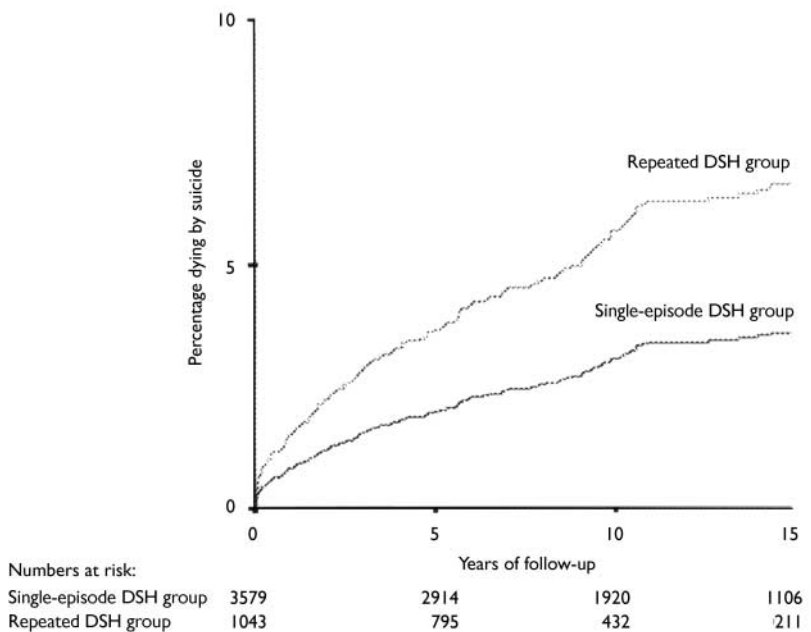 10
Repeated DSH group
Percentage dying by suicide
5
Single-episode DSH group
0
0 5 10 15
Years of follow-up
Numbers at risk:
Single-episode DSH group 3579 2914 1920 1106
Repeated DSH group 1043 795 432 211